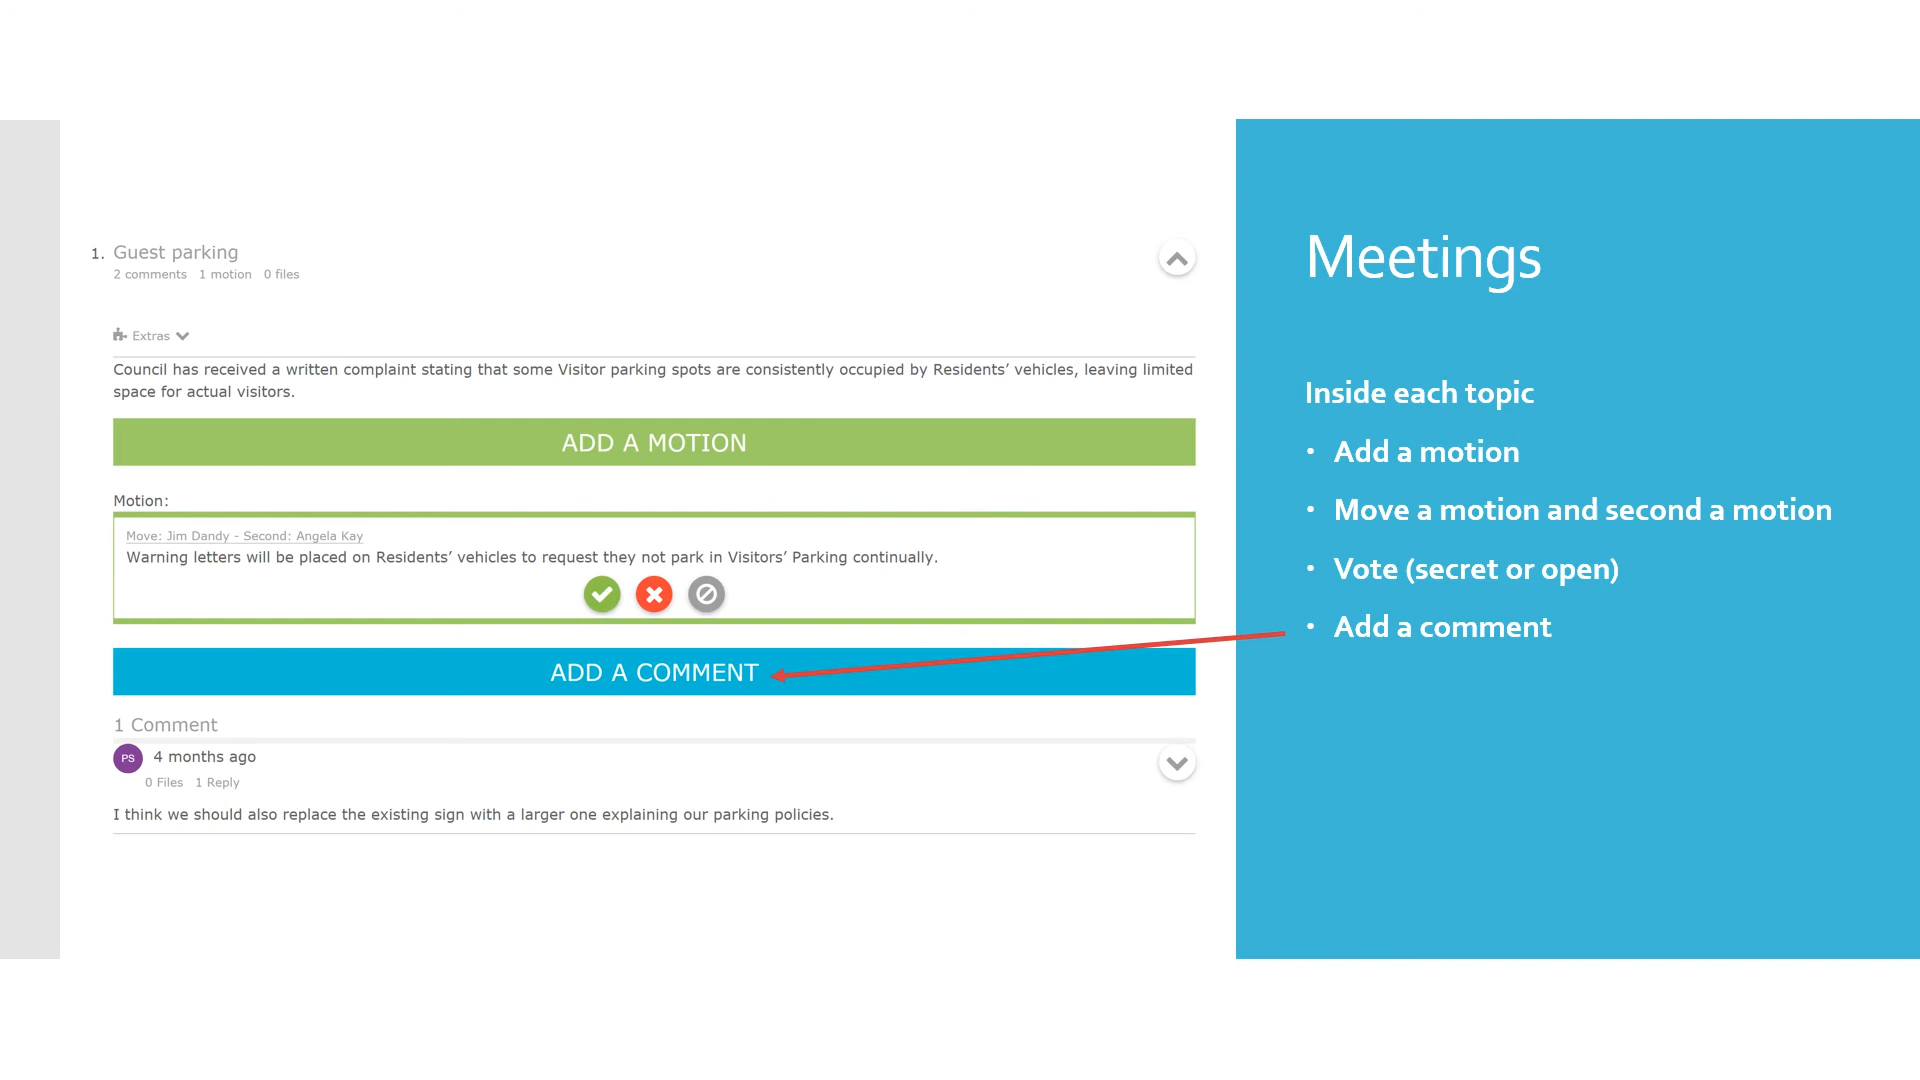 1. Guest parking
2 comments 1 motion 0 files
Extras
Council has received a written complaint stating that some Visitor parking spots are consistently occupied by Residents’ vehicles, leaving limited
space for actual visitors.
ADD A MOTION
Motion:
Move: Jim Dandy - Second: Angela Kay
Warning letters will be placed on Residents’ vehicles to request they not park in Visitors’ Parking continually.
ADD A COMMENT
1 Comment
PS 4 months ago
0 Files 1 Reply
I think we should also replace the existing sign with a larger one explaining our parking policies.
Meetings
Inside each topic
• Add a motion
• Move a motion and second a motion
• Vote (secret or open)
• Add a comment